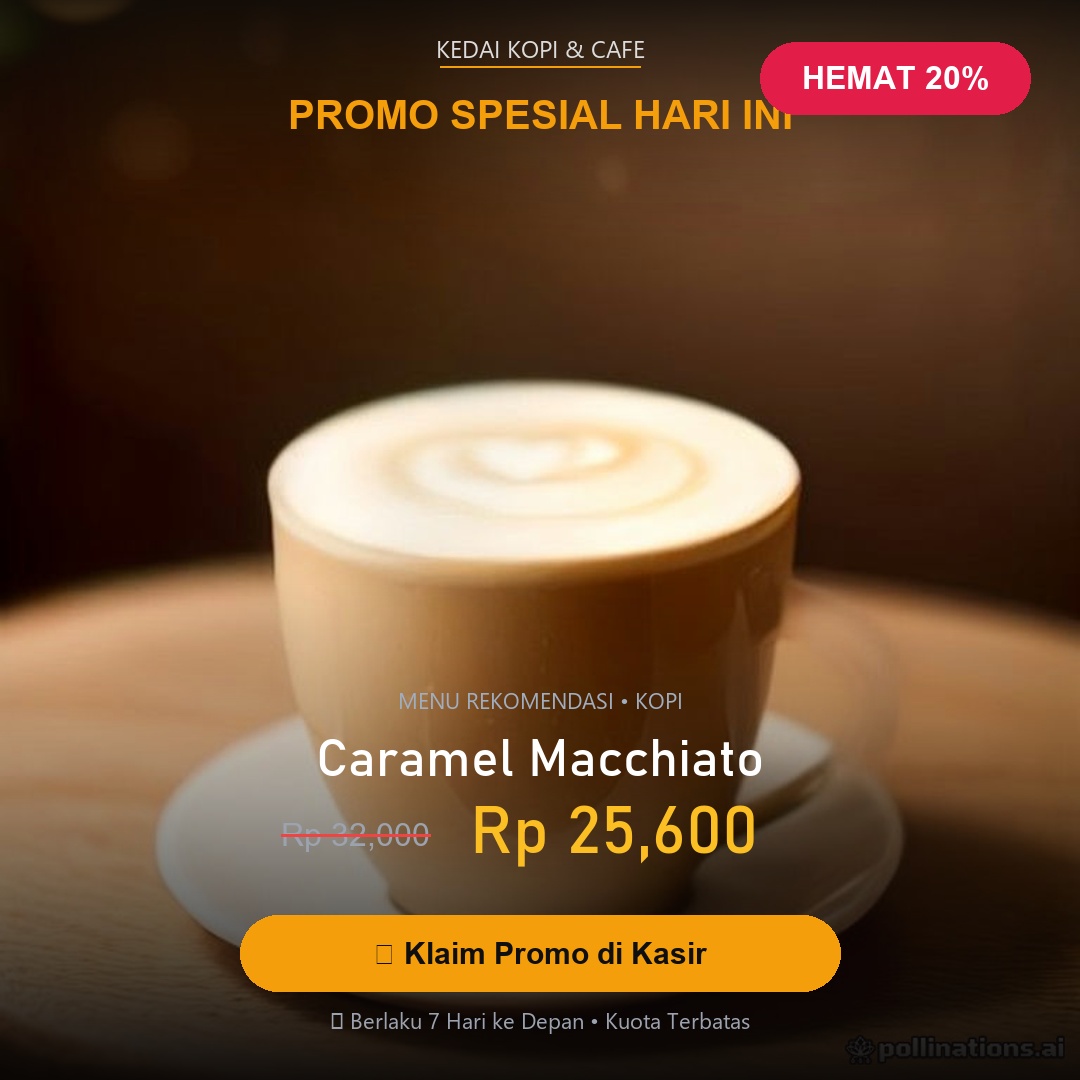 KEDAI KOPI & CAFE
HEMAT 20%
PROMO SPESIAL HARI INI
MENU REKOMENDASI • KOPI
Caramel Macchiato
Rp 32,000 Rp 25,600
Klaim Promo di Kasir
Berlaku 7 Hari ke Depan • Kuota Terbatas
pollinations.ai